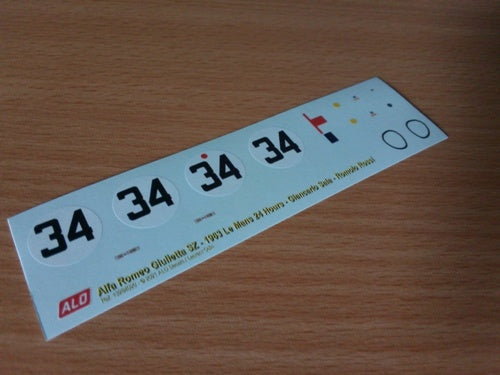 34 34 34 34
ALO
Alfa Romeo Giulietta SZ - 1963 Le Mans 24 Hours - Giancarlo Sala - Romolo Rossi